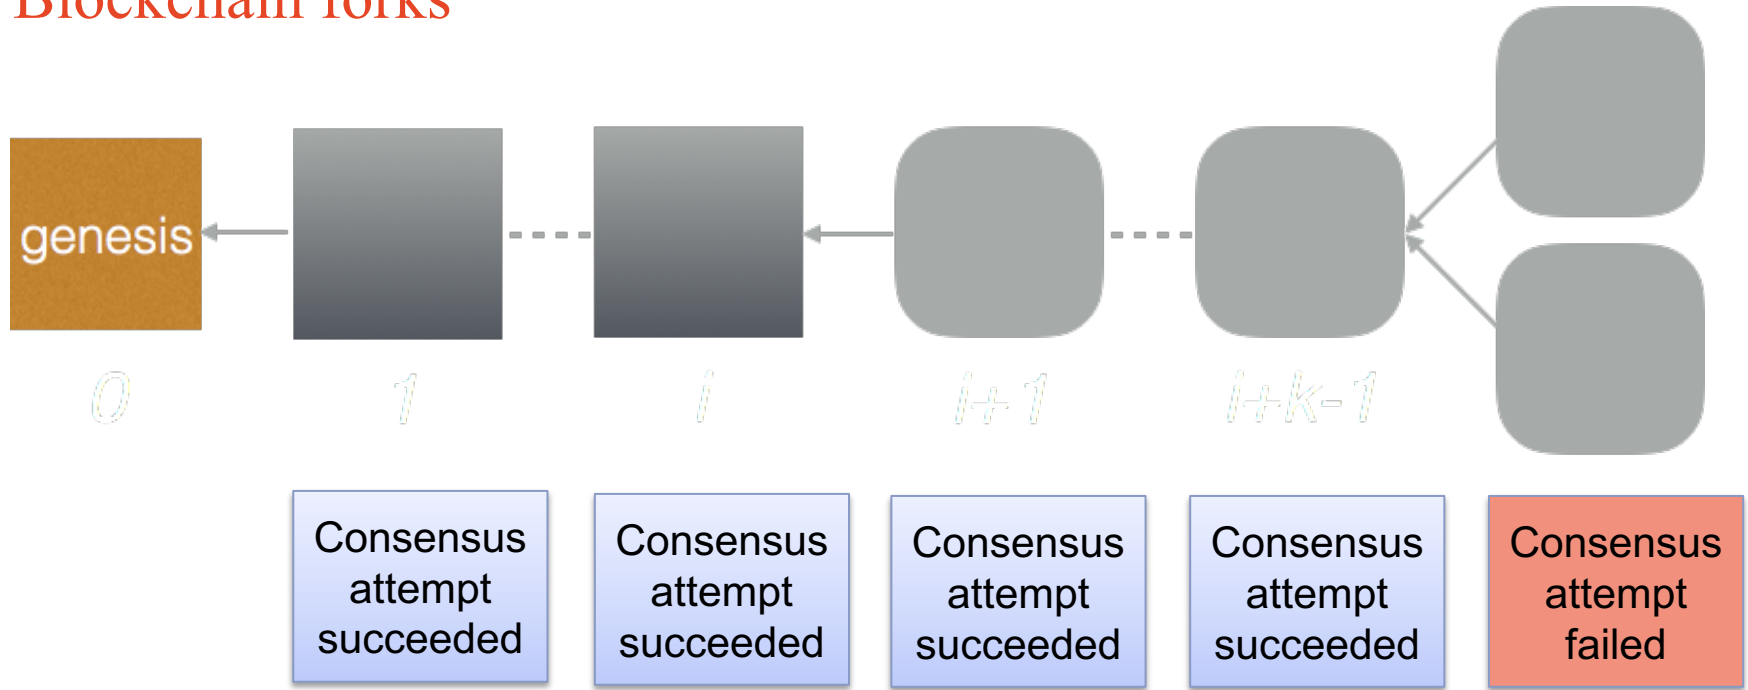 Blockchain forks
genesis
0
1
i
i+1
i+k-1
Consensus
attempt
succeeded
Consensus
attempt
succeeded
Consensus
attempt
succeeded
Consensus
attempt
succeeded
Consensus
attempt
failed